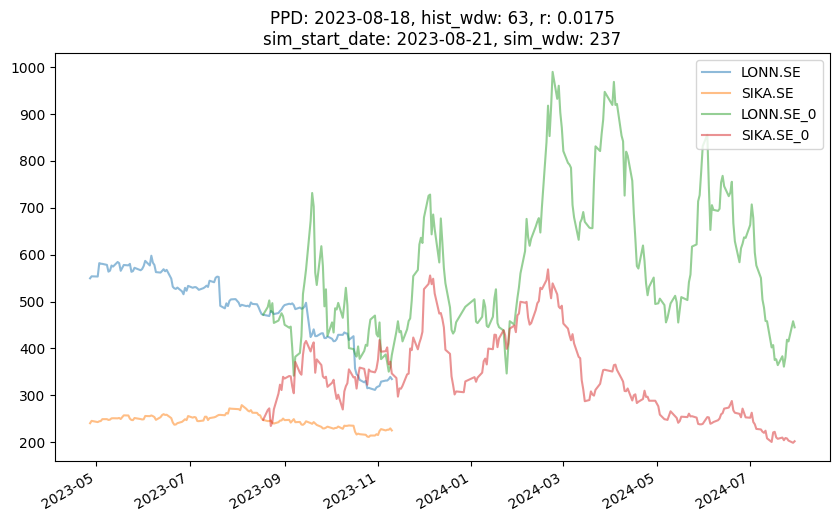 PPD: 2023-08-18, hist_wdw: 63, r: 0.0175
sim_start_date: 2023-08-21, sim_wdw: 237
LONN.SE
SIKA.SE
LONN.SE_0
SIKA.SE_0
1000
900
800
700
600
500
400
300
200
2023-05
2023-07
2023-09
2023-11
2024-01
2024-03
2024-05
2024-07